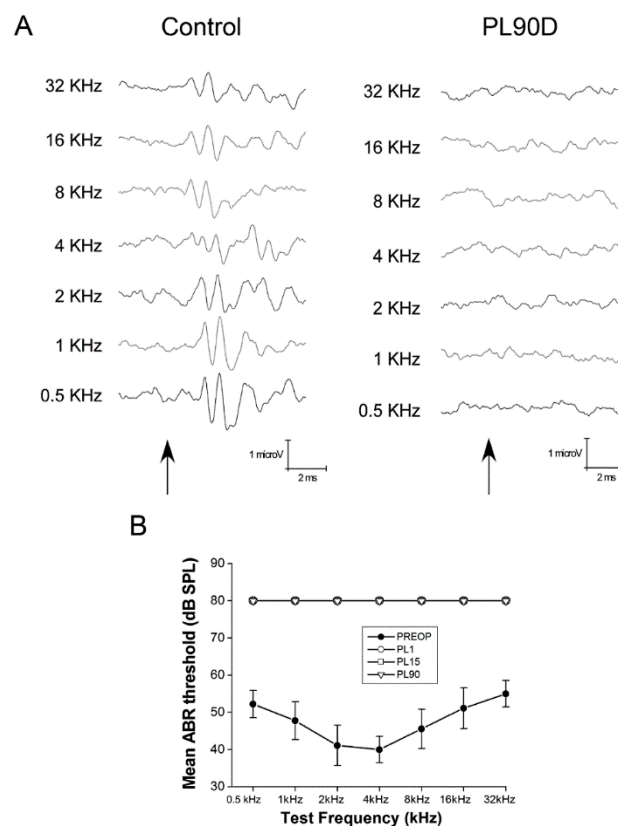 A
Control
PL90D
32 KHz
16 KHz
8 KHz
4 KHz
2 KHz
1 KHz
0.5 KHz
1 microV
2 ms
32 KHz
16 KHz
8 KHz
4 KHz
2 KHz
1 KHz
0.5 KHz
1 microV
2 ms
B
Mean ABR threshold (dB SPL)
90
80
70
60
50
40
30
PREOP
PL1
PL15
PL90
0.5 kHz 1kHz 2kHz 4kHz 8kHz 16kHz 32kHz
Test Frequency (kHz)